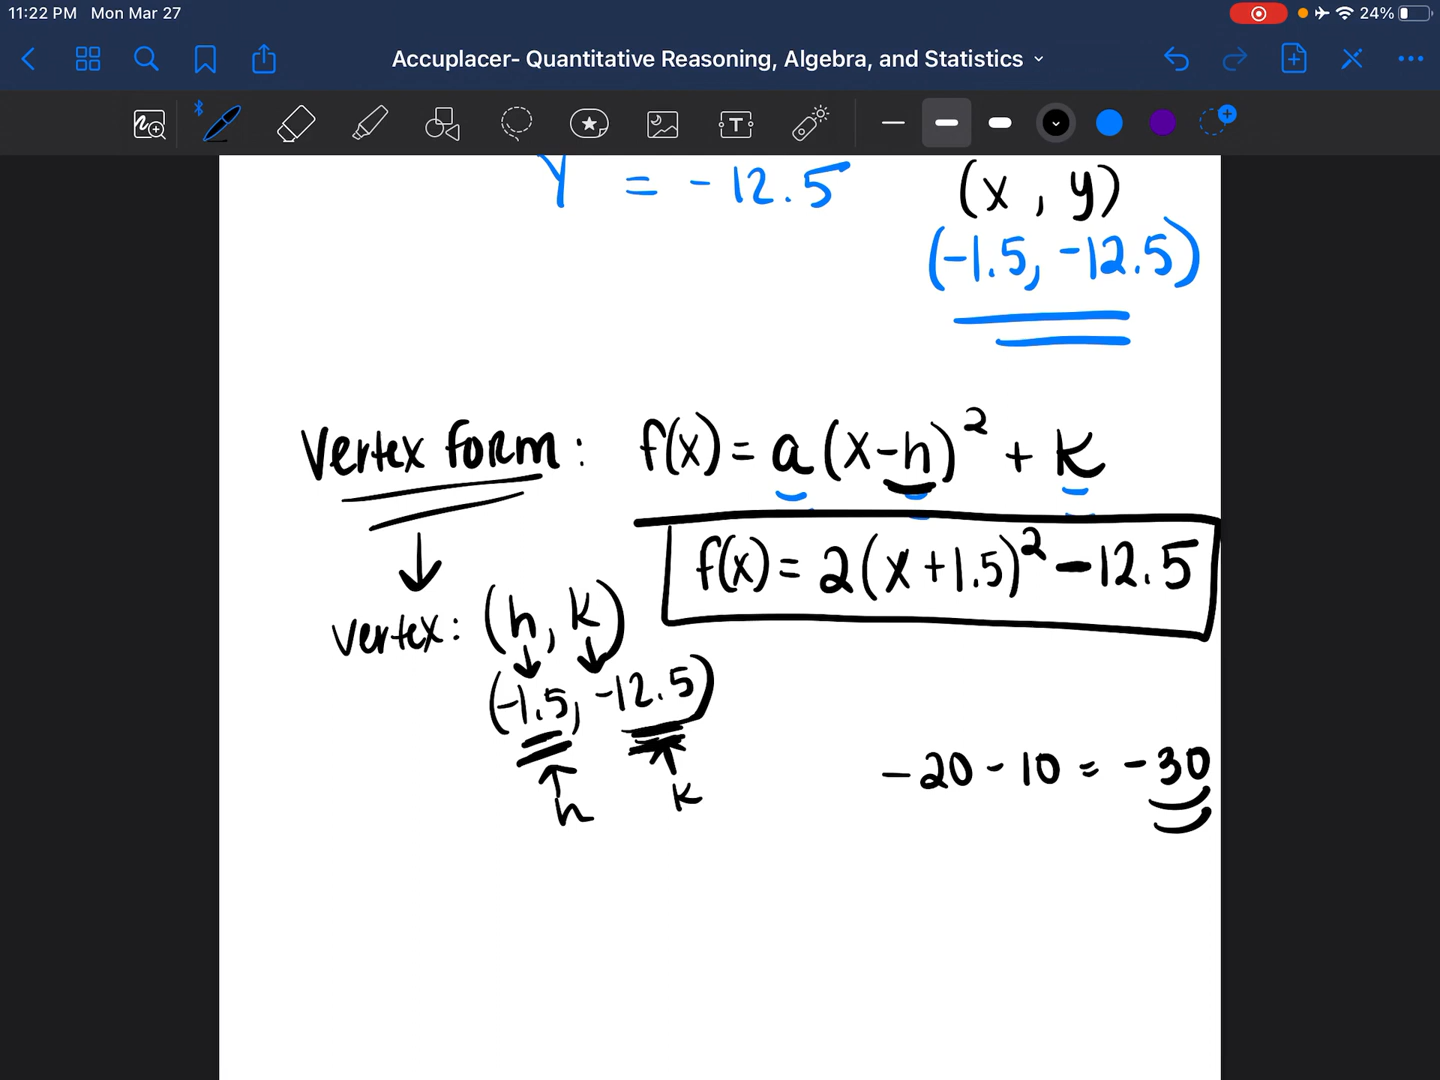 11:22 PM Mon Mar 27
24%
Accuplacer- Quantitative Reasoning, Algebra, and Statistics
T
Y = -12.5
(x, y)
(-1.5, -12.5)
Vertex form: f(x) = a(x-h)² + k
f(x) = 2(x+1.5)² -12.5
vertex: (h, k)
(-1.5, -12.5)
h k
-20 - 10 = -30